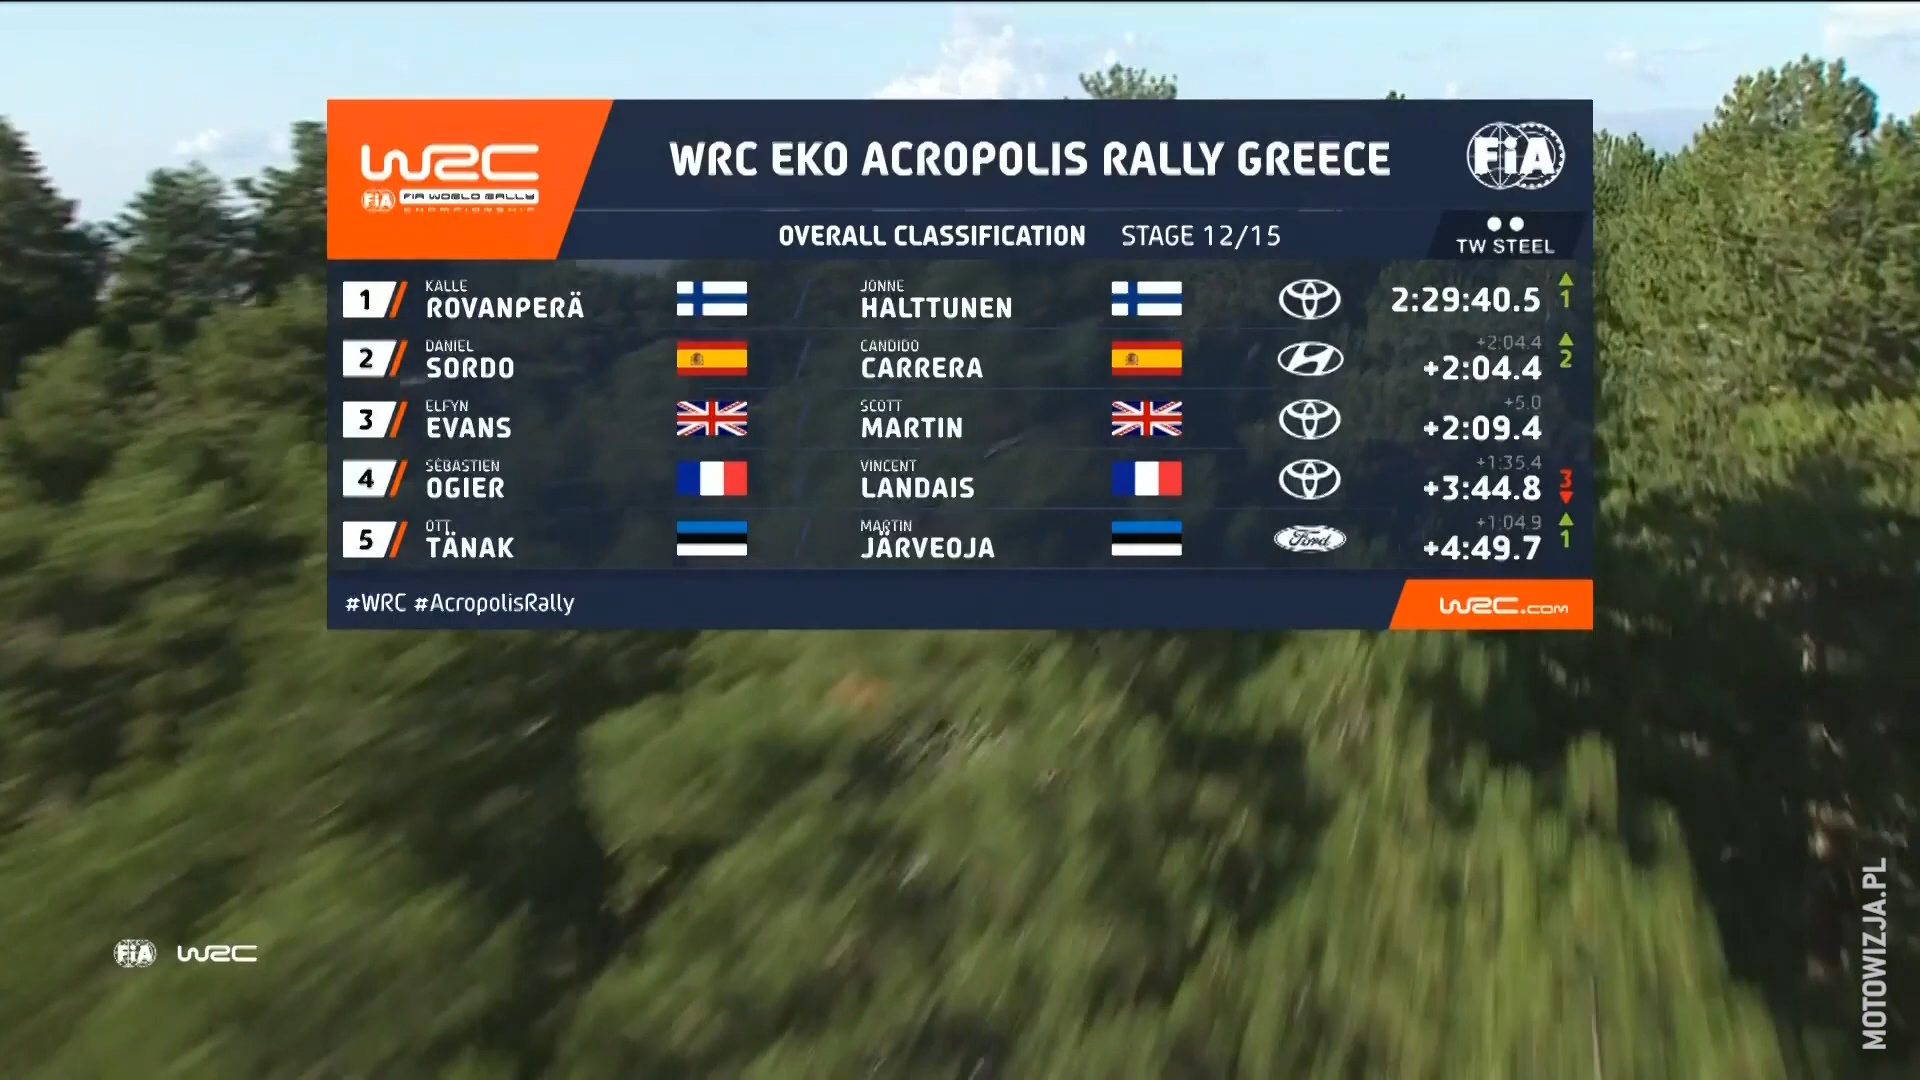 WRC
FIA FIA WORLD RALLY
CHAMPIONSHIP
WRC EKO ACROPOLIS RALLY GREECE
FiA
OVERALL CLASSIFICATION STAGE 12/15
TW STEEL
1 KALLE ROVANPERÄ JONNE HALTTUNEN 2:29:40.5 1
2 DANIEL SORDO CANDIDO CARRERA +2:04.4 +2:04.4 2
3 ELFYN EVANS SCOTT MARTIN +5.0 +2:09.4
4 SÉBASTIEN OGIER VINCENT LANDAIS +1:35.4 +3:44.8 3
5 OTT TÄNAK MARTIN JÄRVEOJA Ford +1:04.9 +4:49.7 1
#WRC #AcropolisRally
WRC.COM
FiA WRC
MOTOWIZJA.PL